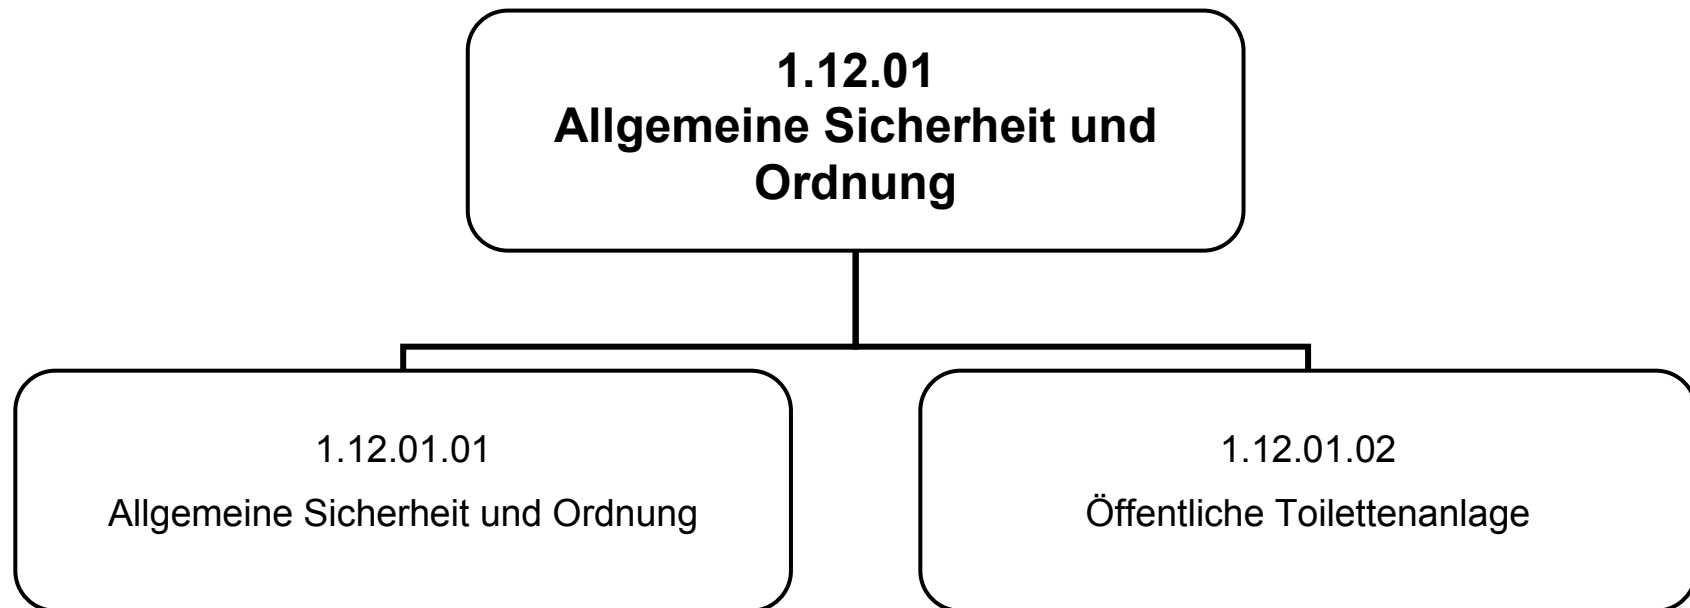 1.12.01
Allgemeine Sicherheit und
Ordnung
1.12.01.01
Allgemeine Sicherheit und Ordnung
1.12.01.02
Öffentliche Toilettenanlage